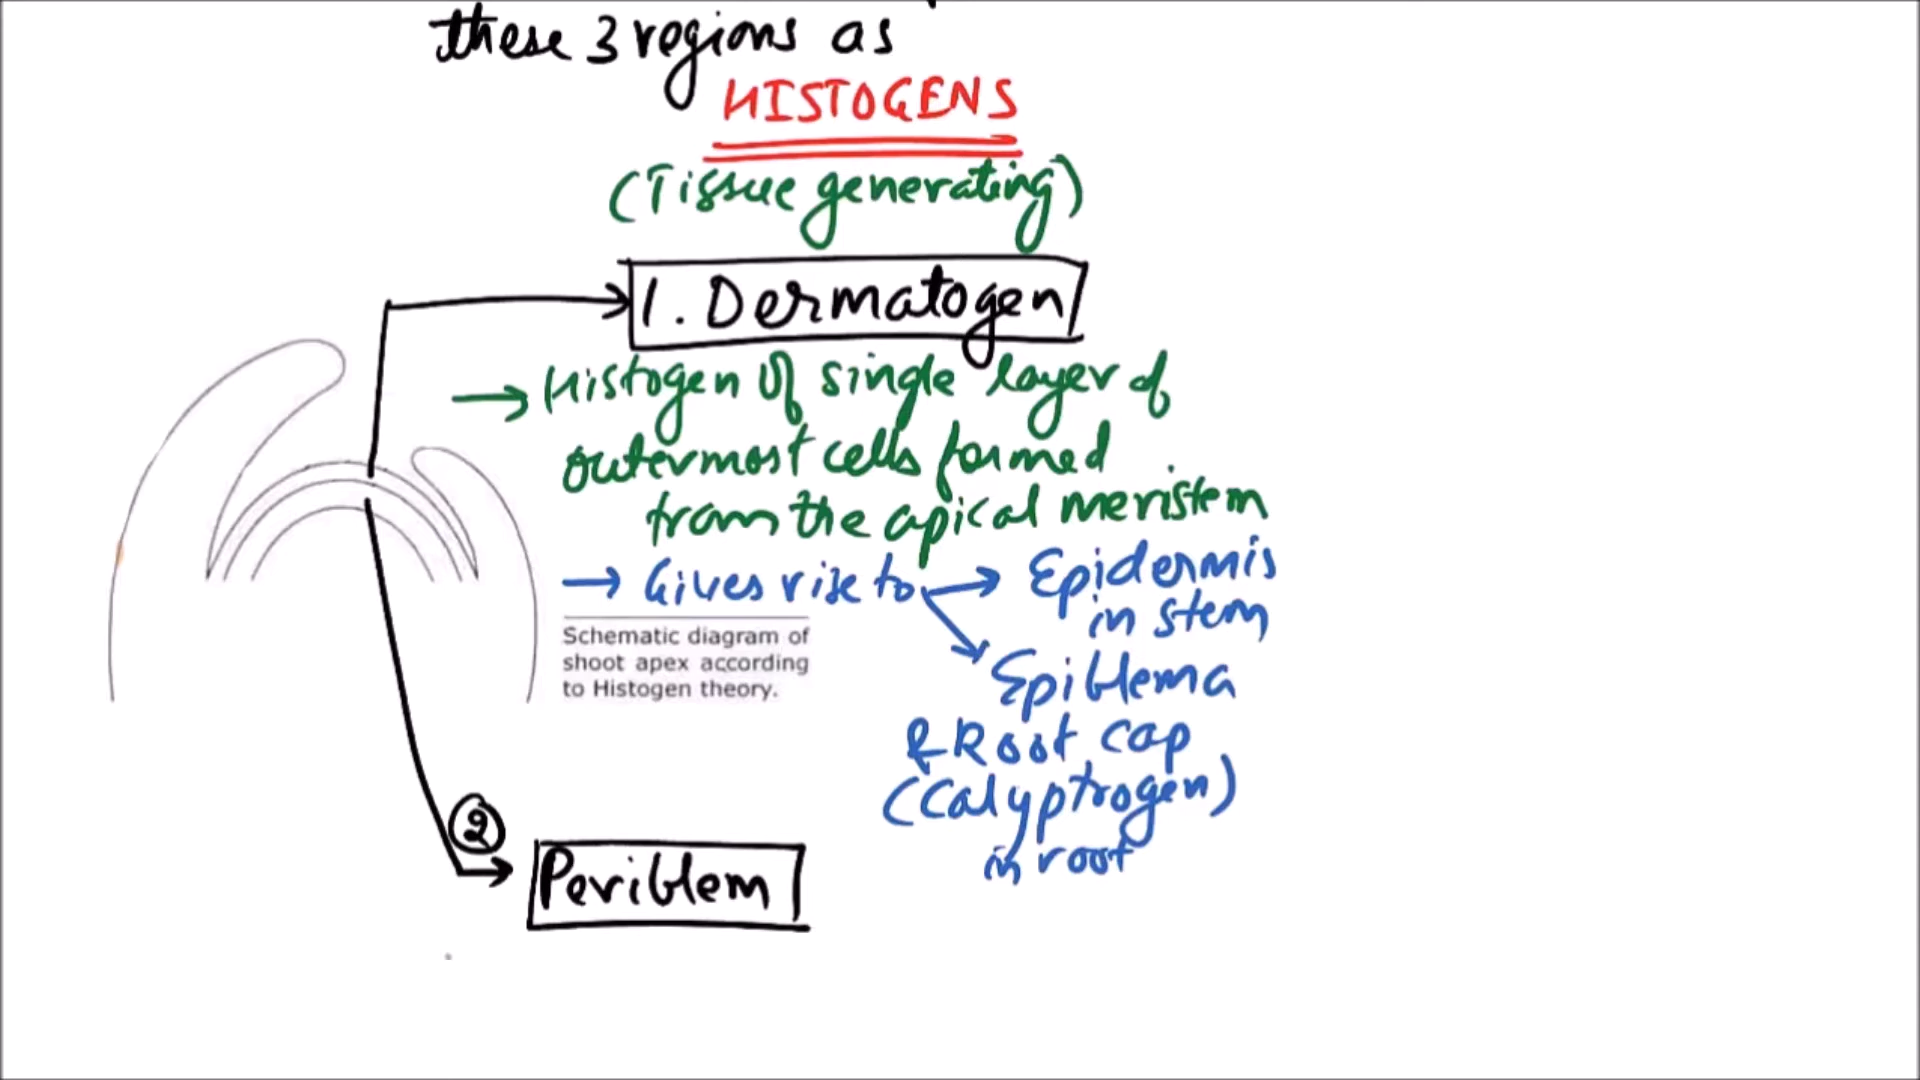 these 3 regions as
HISTOGENS
(Tissue generating)
1. Dermatogen
→ Histogen of single layer of
outermost cells formed
from the apical meristem
→ Gives rise to → Epidermis
in stem
Schematic diagram of
shoot apex according
to Histogen theory.
Epiblema
& Root cap
(Calyptrogen)
in root
2
Periblem